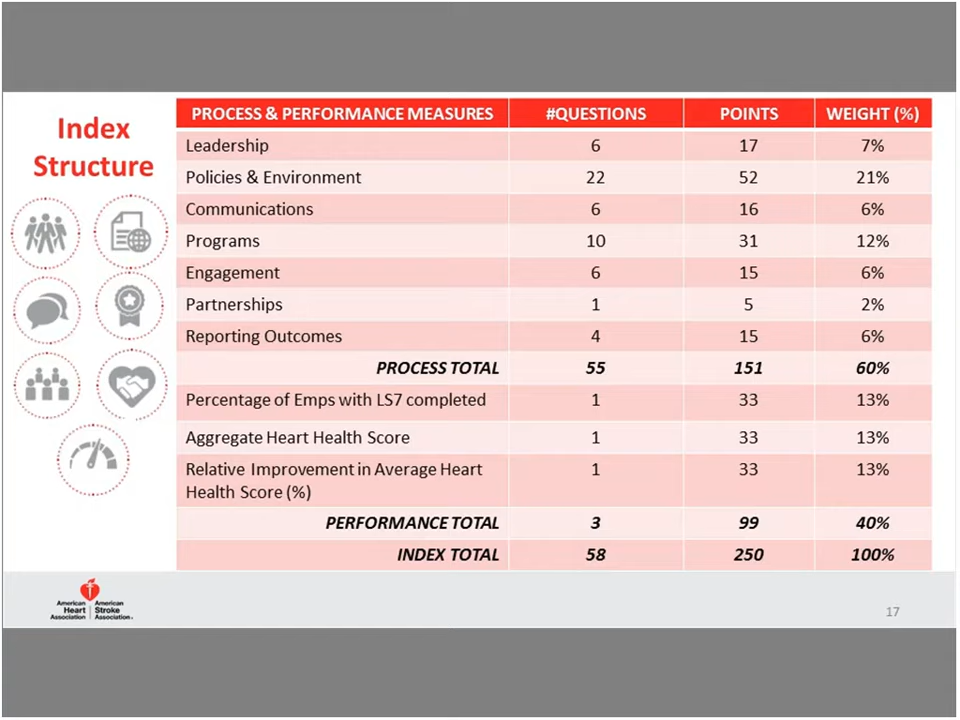 Index
Structure
PROCESS & PERFORMANCE MEASURES #QUESTIONS POINTS WEIGHT (%)
Leadership 6 17 7%
Policies & Environment 22 52 21%
Communications 6 16 6%
Programs 10 31 12%
Engagement 6 15 6%
Partnerships 1 5 2%
Reporting Outcomes 4 15 6%
PROCESS TOTAL 55 151 60%
Percentage of Emps with LS7 completed 1 33 13%
Aggregate Heart Health Score 1 33 13%
Relative Improvement in Average Heart 1 33 13%
Health Score (%)
PERFORMANCE TOTAL 3 99 40%
INDEX TOTAL 58 250 100%
American American
Heart Stroke
Association Association.
17